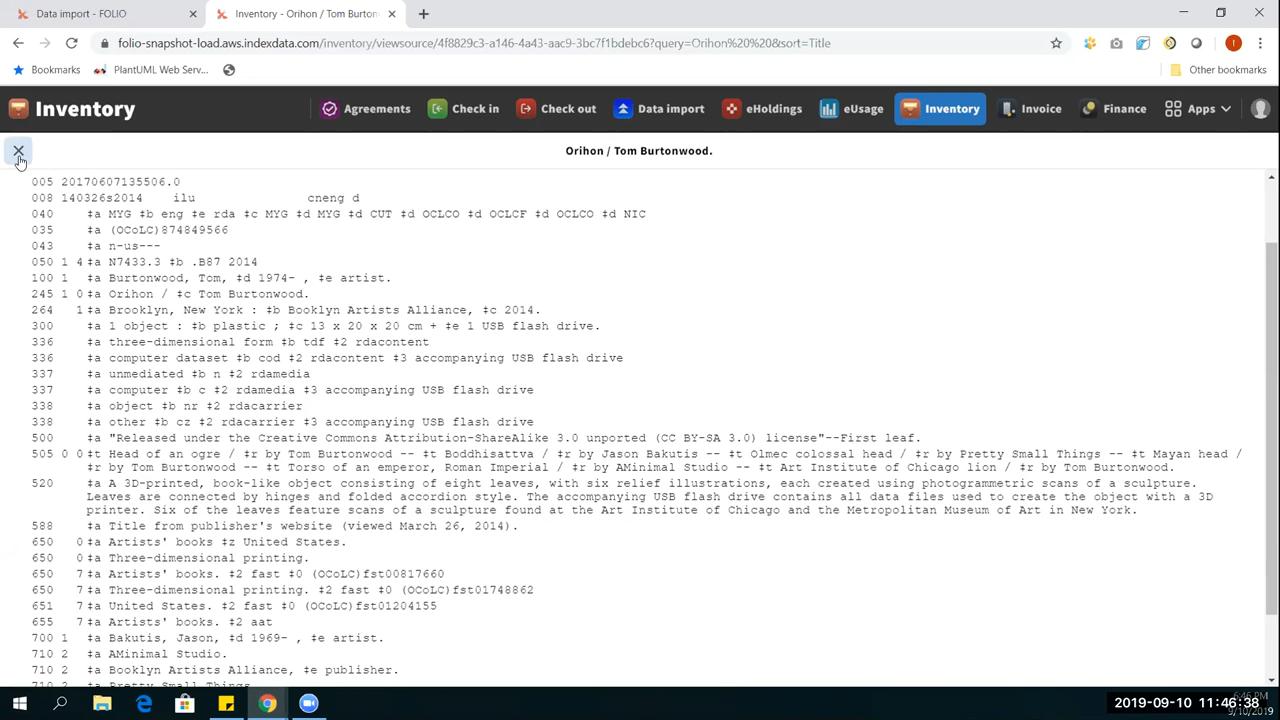 Data import - FOLIO
Inventory - Orihon / Tom Burton
folio-snapshot-load.aws.indexdata.com/inventory/viewsource/4f8829c3-a146-4a43-aac9-3bc7f1bdebc6?query=Orihon%20%20&sort=Title
Bookmarks PlantUML Web Serv... Other bookmarks
Inventory Agreements Check in Check out Data import eHoldings eUsage Inventory Invoice Finance Apps
Orihon / Tom Burtonwood.
005 20170607135506.0
008 140326s2014 ilu cneng d
040 ‡a MYG ‡b eng ‡e rda ‡c MYG ‡d MYG ‡d CUT ‡d OCLCO ‡d OCLCF ‡d OCLCO ‡d NIC
035 ‡a (OCoLC)874849566
043 ‡a n-us---
050 1 4 ‡a N7433.3 ‡b .B87 2014
100 1 ‡a Burtonwood, Tom, ‡d 1974- , ‡e artist.
245 1 0 ‡a Orihon / ‡c Tom Burtonwood.
264 1 ‡a Brooklyn, New York : ‡b Booklyn Artists Alliance, ‡c 2014.
300 ‡a 1 object : ‡b plastic ; ‡c 13 x 20 x 20 cm + ‡e 1 USB flash drive.
336 ‡a three-dimensional form ‡b tdf ‡2 rdacontent
336 ‡a computer dataset ‡b cod ‡2 rdacontent ‡3 accompanying USB flash drive
337 ‡a unmediated ‡b n ‡2 rdamedia
337 ‡a computer ‡b c ‡2 rdamedia ‡3 accompanying USB flash drive
338 ‡a object ‡b nr ‡2 rdacarrier
338 ‡a other ‡b cz ‡2 rdacarrier ‡3 accompanying USB flash drive
500 ‡a "Released under the Creative Commons Attribution-ShareAlike 3.0 unported (CC BY-SA 3.0) license"--First leaf.
505 0 0 ‡t Head of an ogre / ‡r by Tom Burtonwood -- ‡t Boddhisattva / ‡r by Jason Bakutis -- ‡t Olmec colossal head / ‡r by Pretty Small Things -- ‡t Mayan head /
‡r by Tom Burtonwood -- ‡t Torso of an emperor, Roman Imperial / ‡r by AMinimal Studio -- ‡t Art Institute of Chicago lion / ‡r by Tom Burtonwood.
520 ‡a A 3D-printed, book-like object consisting of eight leaves, with six relief illustrations, each created using photogrammetric scans of a sculpture.
Leaves are connected by hinges and folded accordion style. The accompanying USB flash drive contains all data files used to create the object with a 3D
printer. Six of the leaves feature scans of a sculpture found at the Art Institute of Chicago and the Metropolitan Museum of Art in New York.
588 ‡a Title from publisher's website (viewed March 26, 2014).
650 0 ‡a Artists' books ‡z United States.
650 0 ‡a Three-dimensional printing.
650 7 ‡a Artists' books. ‡2 fast ‡0 (OCoLC)fst00817660
650 7 ‡a Three-dimensional printing. ‡2 fast ‡0 (OCoLC)fst01748862
651 7 ‡a United States. ‡2 fast ‡0 (OCoLC)fst01204155
655 7 ‡a Artists' books. ‡2 aat
700 1 ‡a Bakutis, Jason, ‡d 1969- , ‡e artist.
710 2 ‡a AMinimal Studio.
710 2 ‡a Booklyn Artists Alliance, ‡e publisher.
710 2 ‡a Pretty Small Things
6:46 PM
2019-09-10 11:46:38
9/10/2019